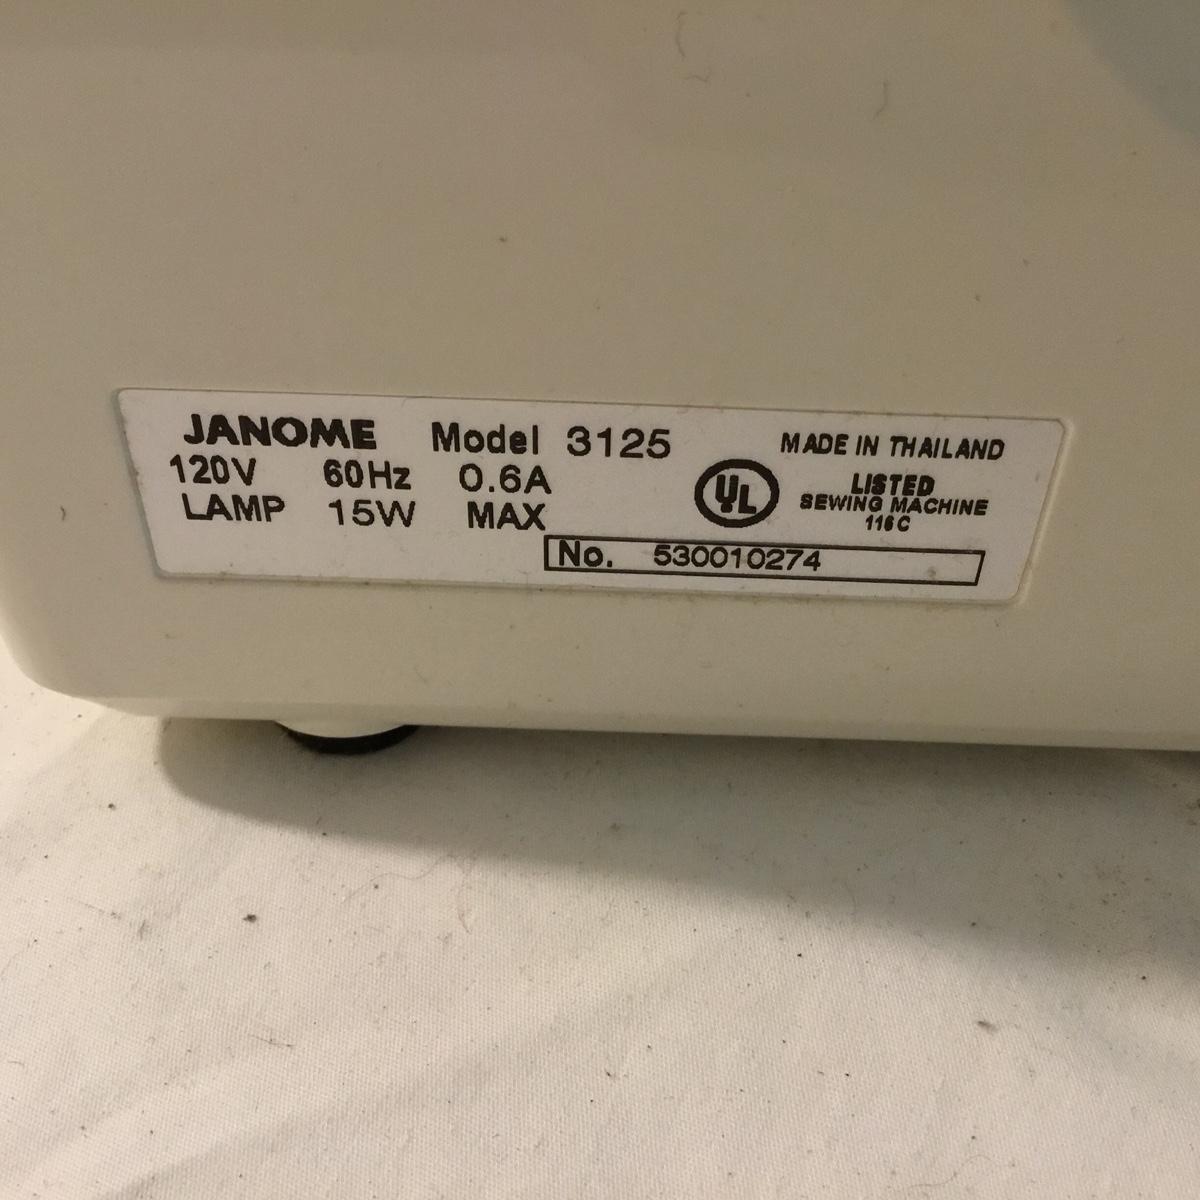 JANOME Model 3125 MADE IN THAILAND
120V 60Hz 0.6A UL LISTED
SEWING MACHINE
LAMP 15W MAX 116C
No. 530010274